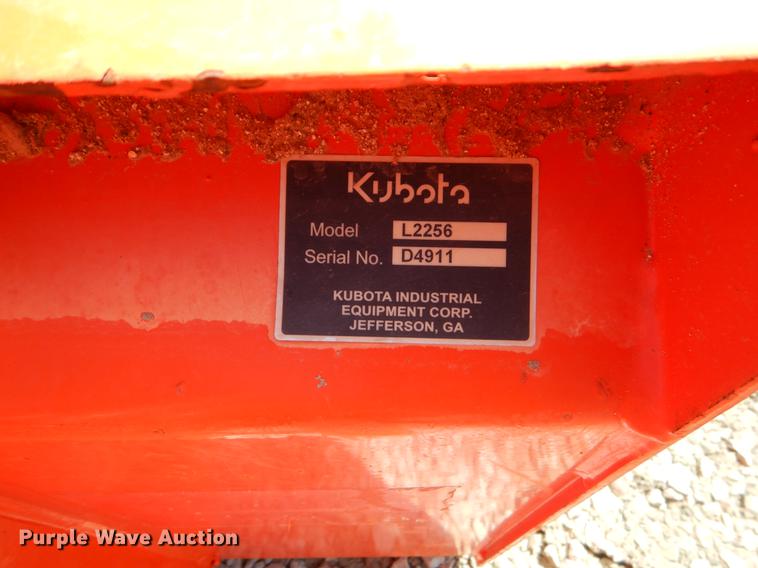 Kubota
Model L2256
Serial No. D4911
KUBOTA INDUSTRIAL
EQUIPMENT CORP.
JEFFERSON, GA
Purple Wave Auction